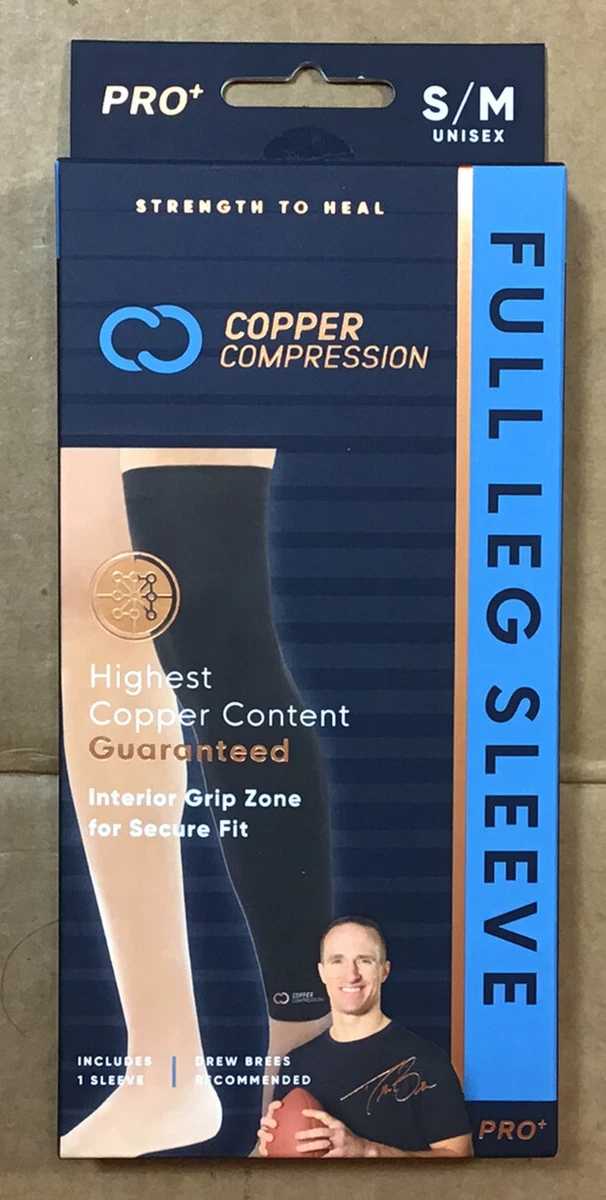 PRO+
S/M
UNISEX
STRENGTH TO HEAL
COPPER
COMPRESSION
FULL LEG SLEEVE
Highest
Copper Content
Guaranteed
Interior Grip Zone
for Secure Fit
COPPER
COMPRESSION
INCLUDES
1 SLEEVE
DREW BREES
RECOMMENDED
PRO+